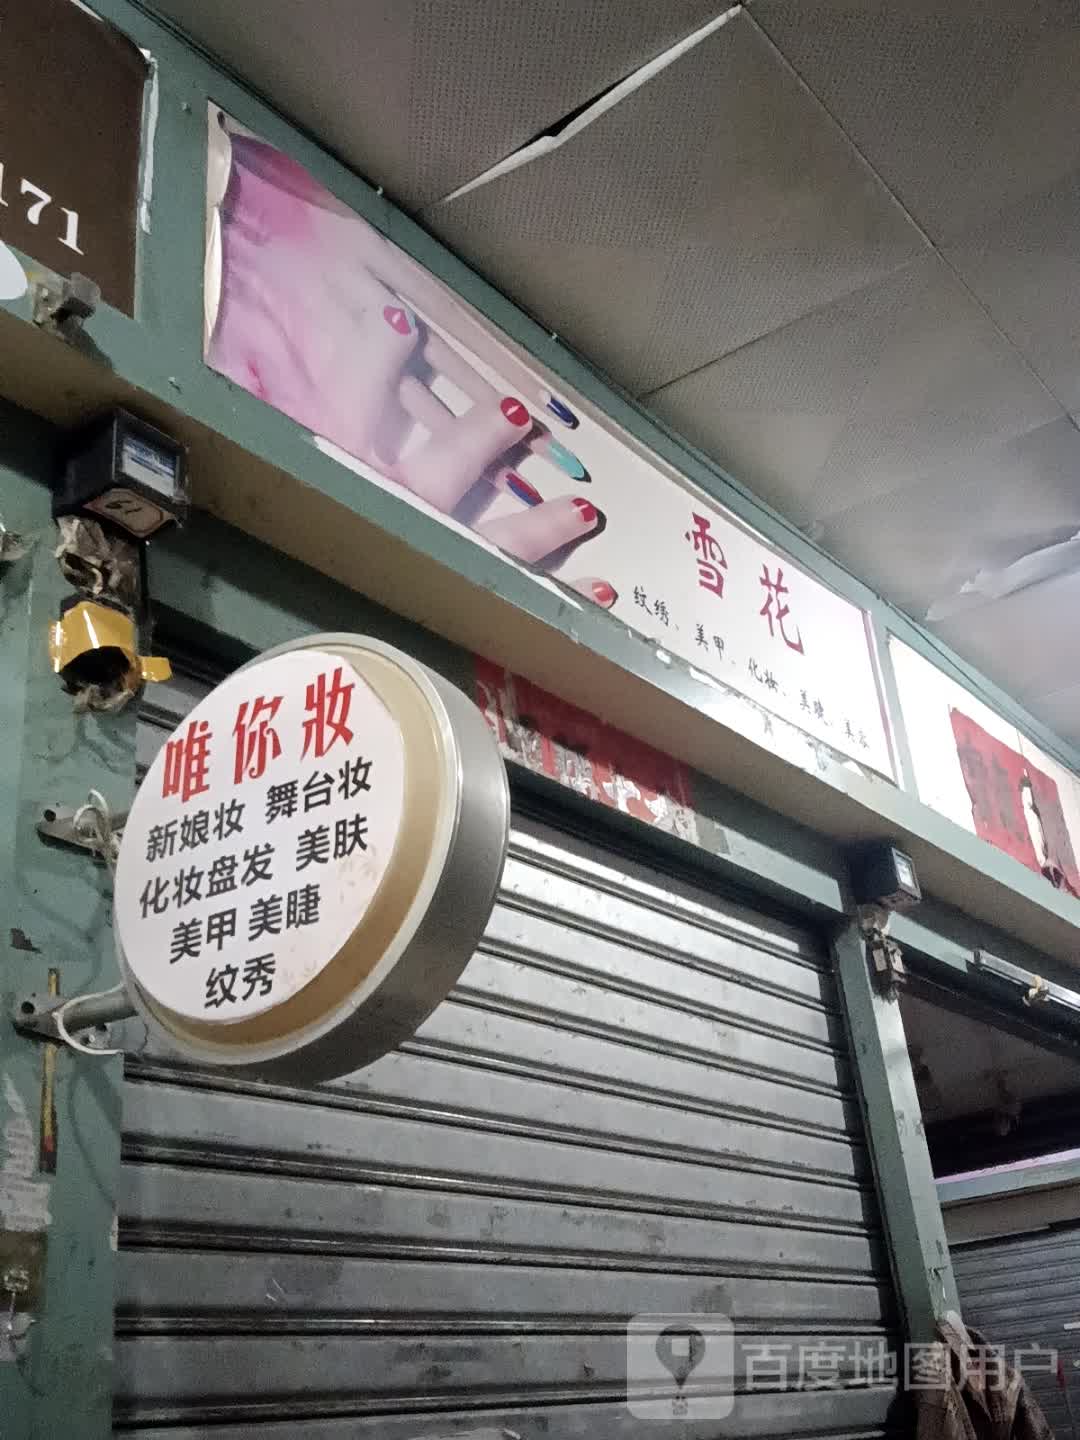 171
雪花
纹绣、美甲、化妆、美睫、美容
19
唯你妝
新娘妆 舞台妆
化妆盘发 美肤
美甲 美睫
纹秀
百度地图用户